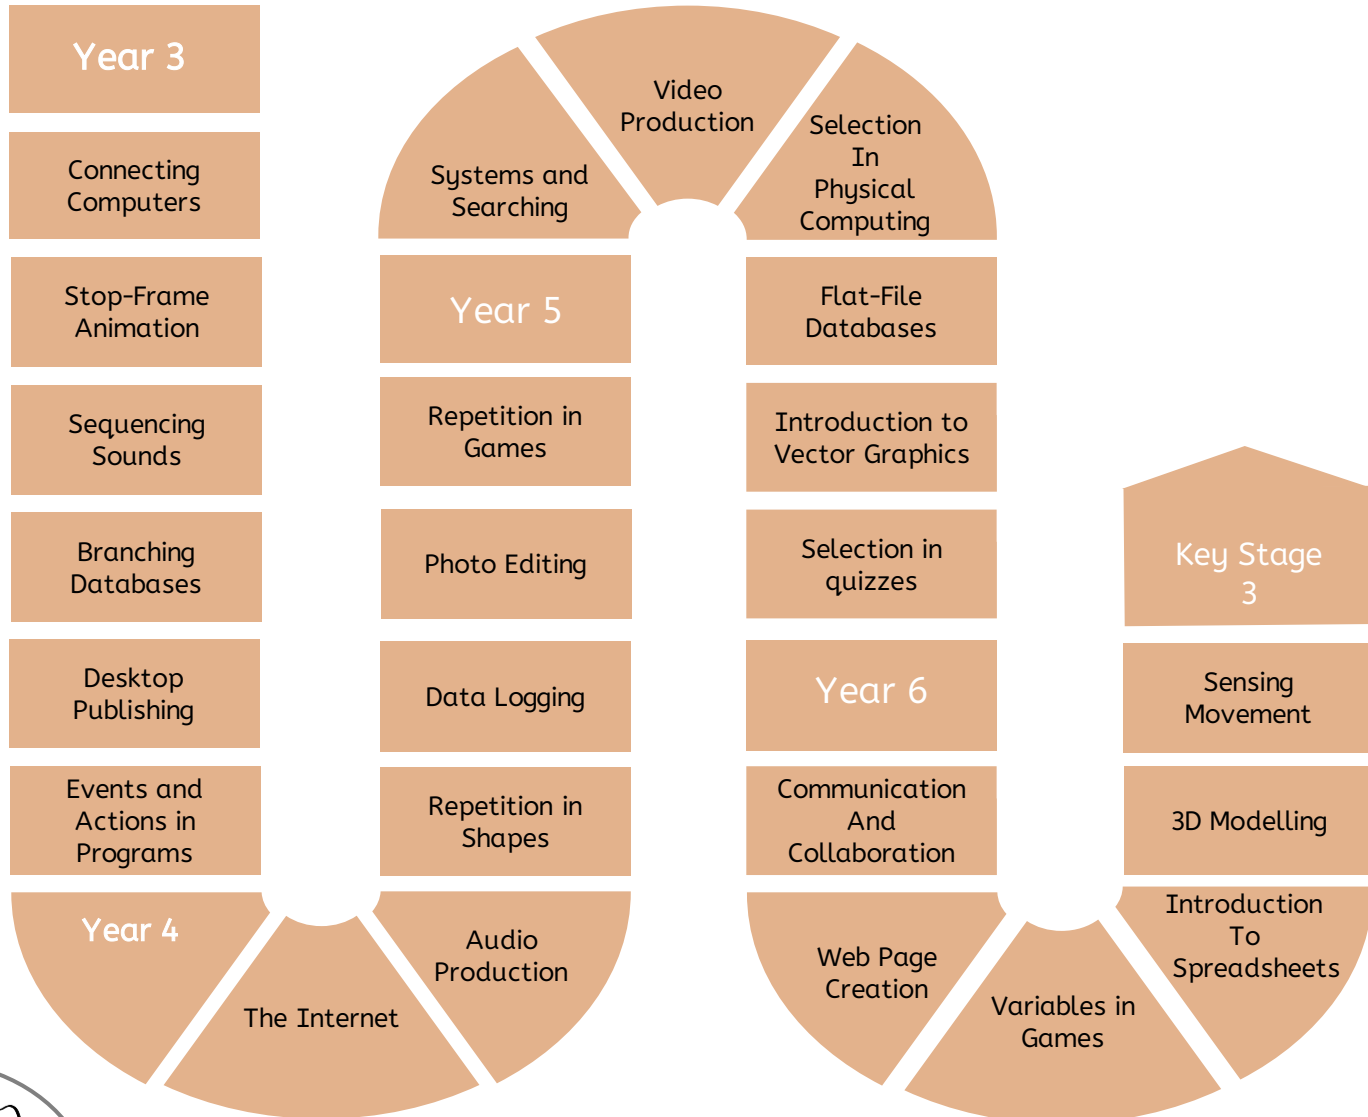 Year 3
Connecting
Computers
Stop-Frame
Animation
Sequencing
Sounds
Branching
Databases
Desktop
Publishing
Events and
Actions in
Programs
Year 4
The Internet
Audio
Production
Repetition in
Shapes
Data Logging
Photo Editing
Repetition in
Games
Year 5
Systems and
Searching
Video
Production
Selection
In
Physical
Computing
Flat-File
Databases
Introduction to
Vector Graphics
Selection in
quizzes
Year 6
Communication
And
Collaboration
Web Page
Creation
Variables in
Games
Introduction
To
Spreadsheets
3D Modelling
Sensing
Movement
Key Stage
3